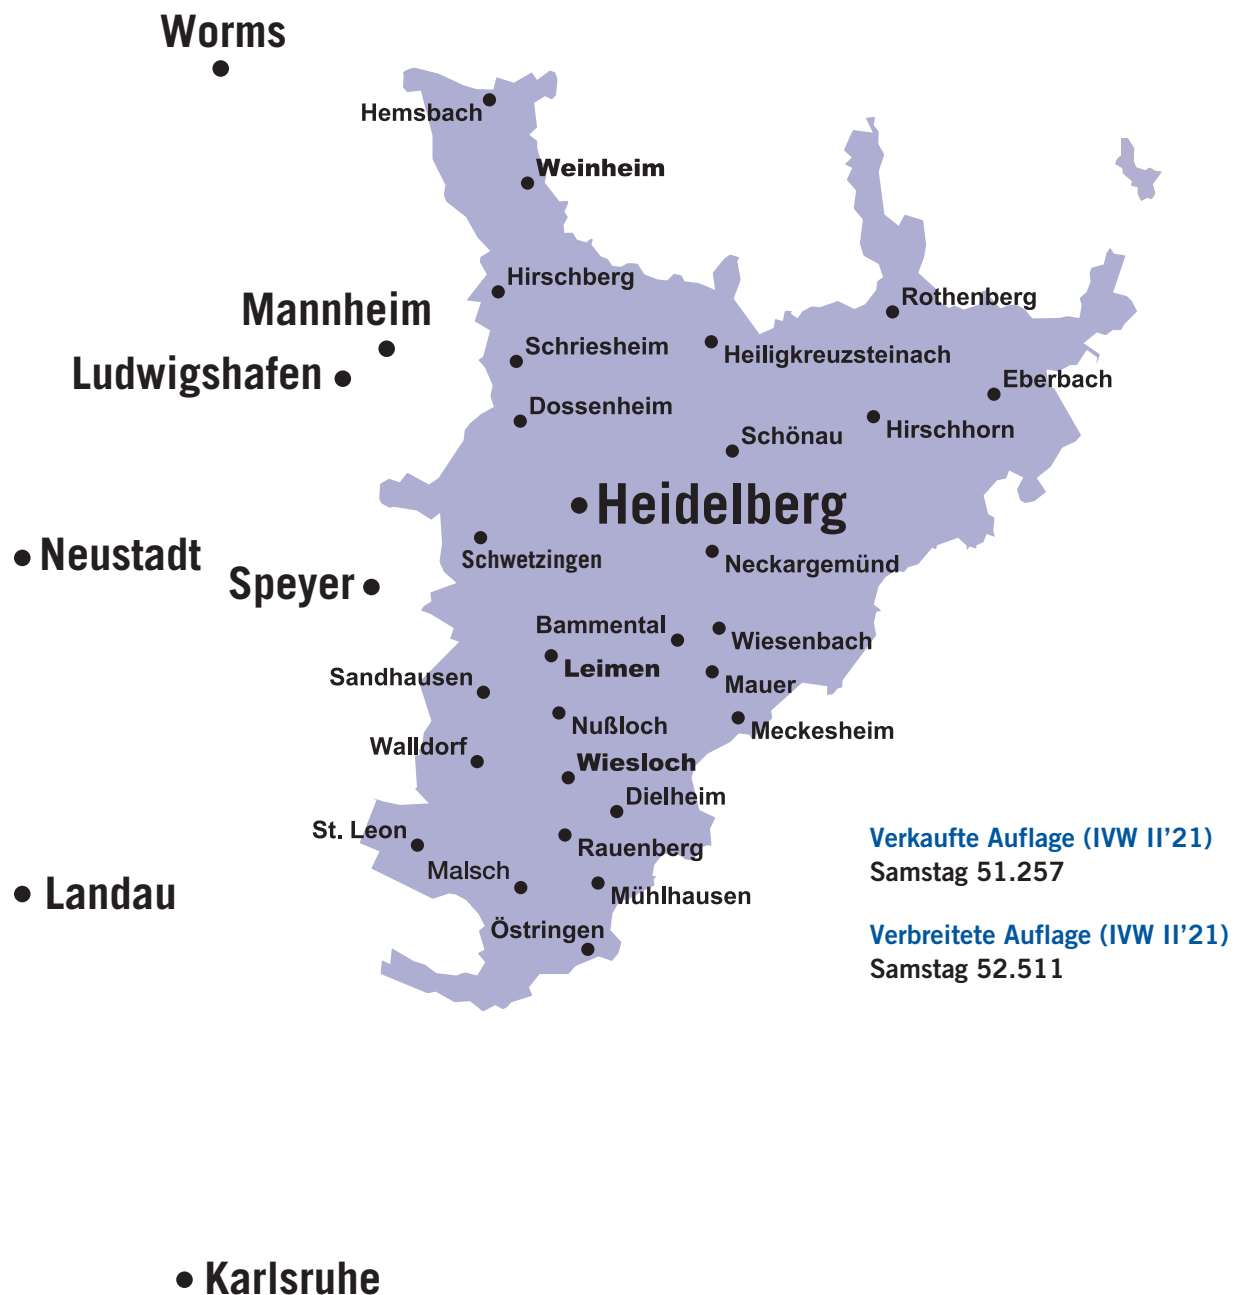 Worms
Hemsbach
Weinheim
Hirschberg
Rothenberg
Mannheim
Schriesheim
Heiligkreuzsteinach
Ludwigshafen
Eberbach
Dossenheim
Hirschhorn
Schönau
Heidelberg
Neustadt
Schwetzingen
Neckargemünd
Speyer
Bammental
Wiesenbach
Leimen
Sandhausen
Mauer
Nußloch
Meckesheim
Walldorf
Wiesloch
Dielheim
St. Leon
Rauenberg
Malsch
Mühlhausen
Landau
Östringen
Verkaufte Auflage (IVW II’21)
Samstag 51.257
Verbreitete Auflage (IVW II’21)
Samstag 52.511
Karlsruhe